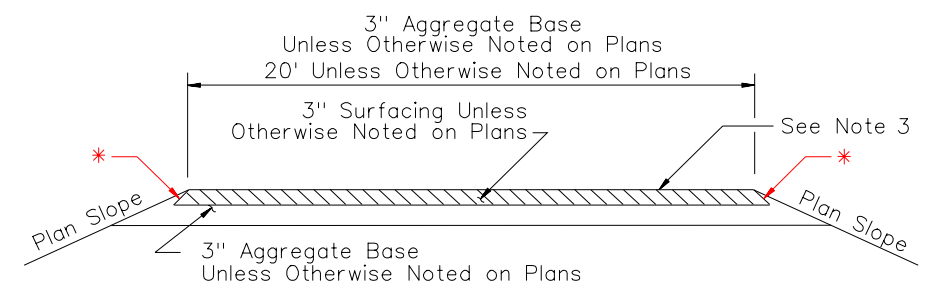 3" Aggregate Base
Unless Otherwise Noted on Plans
20' Unless Otherwise Noted on Plans
3" Surfacing Unless
Otherwise Noted on Plans
See Note 3
*
*
Plan Slope
Plan Slope
3" Aggregate Base
Unless Otherwise Noted on Plans